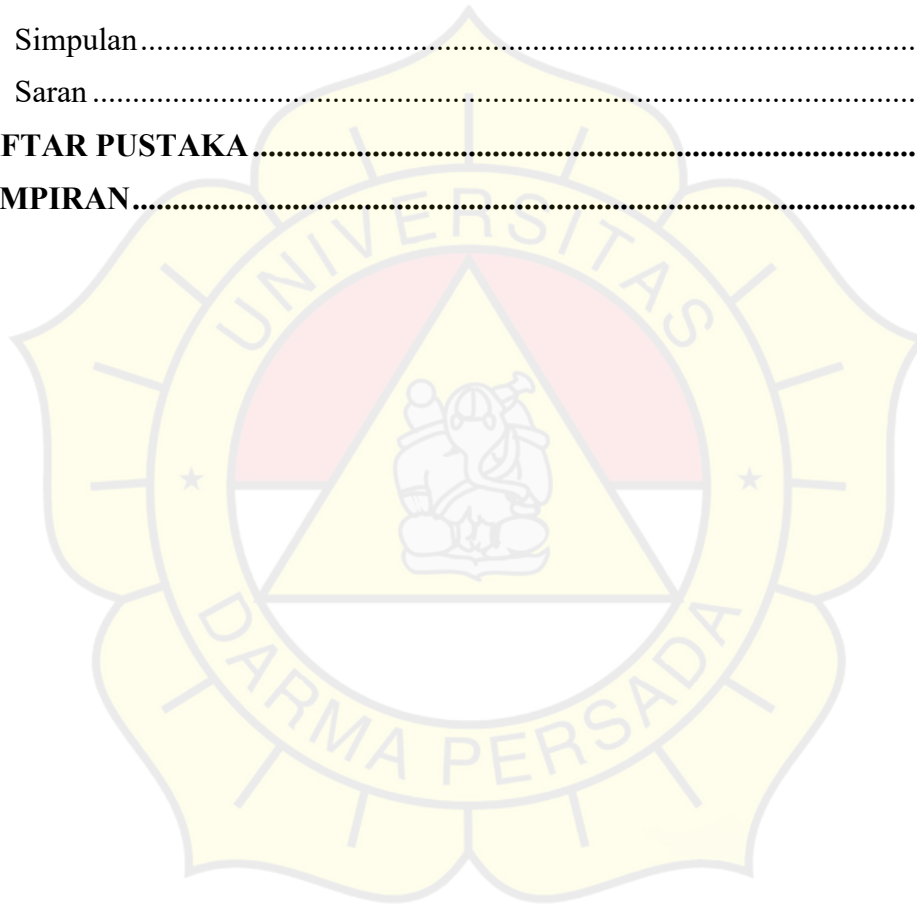 Simpulan........................................................................................................
Saran ........................................................................................................
FTAR PUSTAKA ........................................................................................
MPIRAN........................................................................................................
UNIVERSITAS
DARMA PERSADA